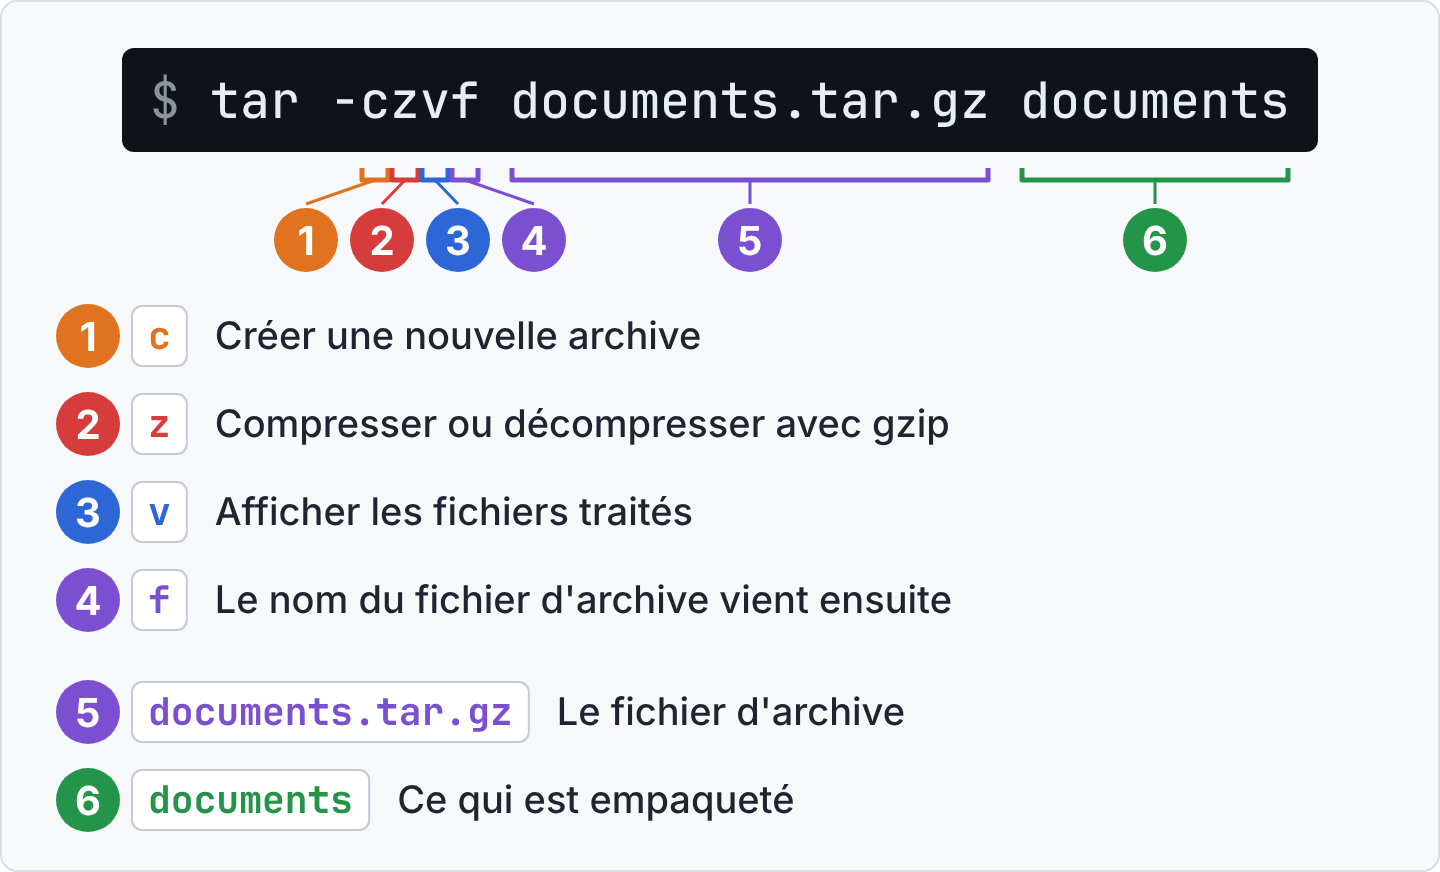 $ tar -czvf documents.tar.gz documents
1 2 3 4 5 6
1 c Créer une nouvelle archive
2 z Compresser ou décompresser avec gzip
3 v Afficher les fichiers traités
4 f Le nom du fichier d'archive vient ensuite
5 documents.tar.gz Le fichier d'archive
6 documents Ce qui est empaqueté